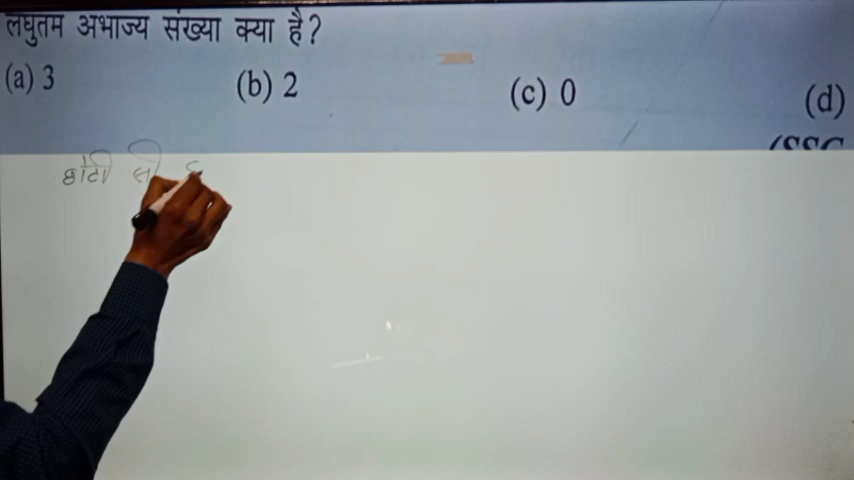 लघुतम अभाज्य संख्या क्या है?
(a) 3 (b) 2 (c) 0 (d)
छोटी सी